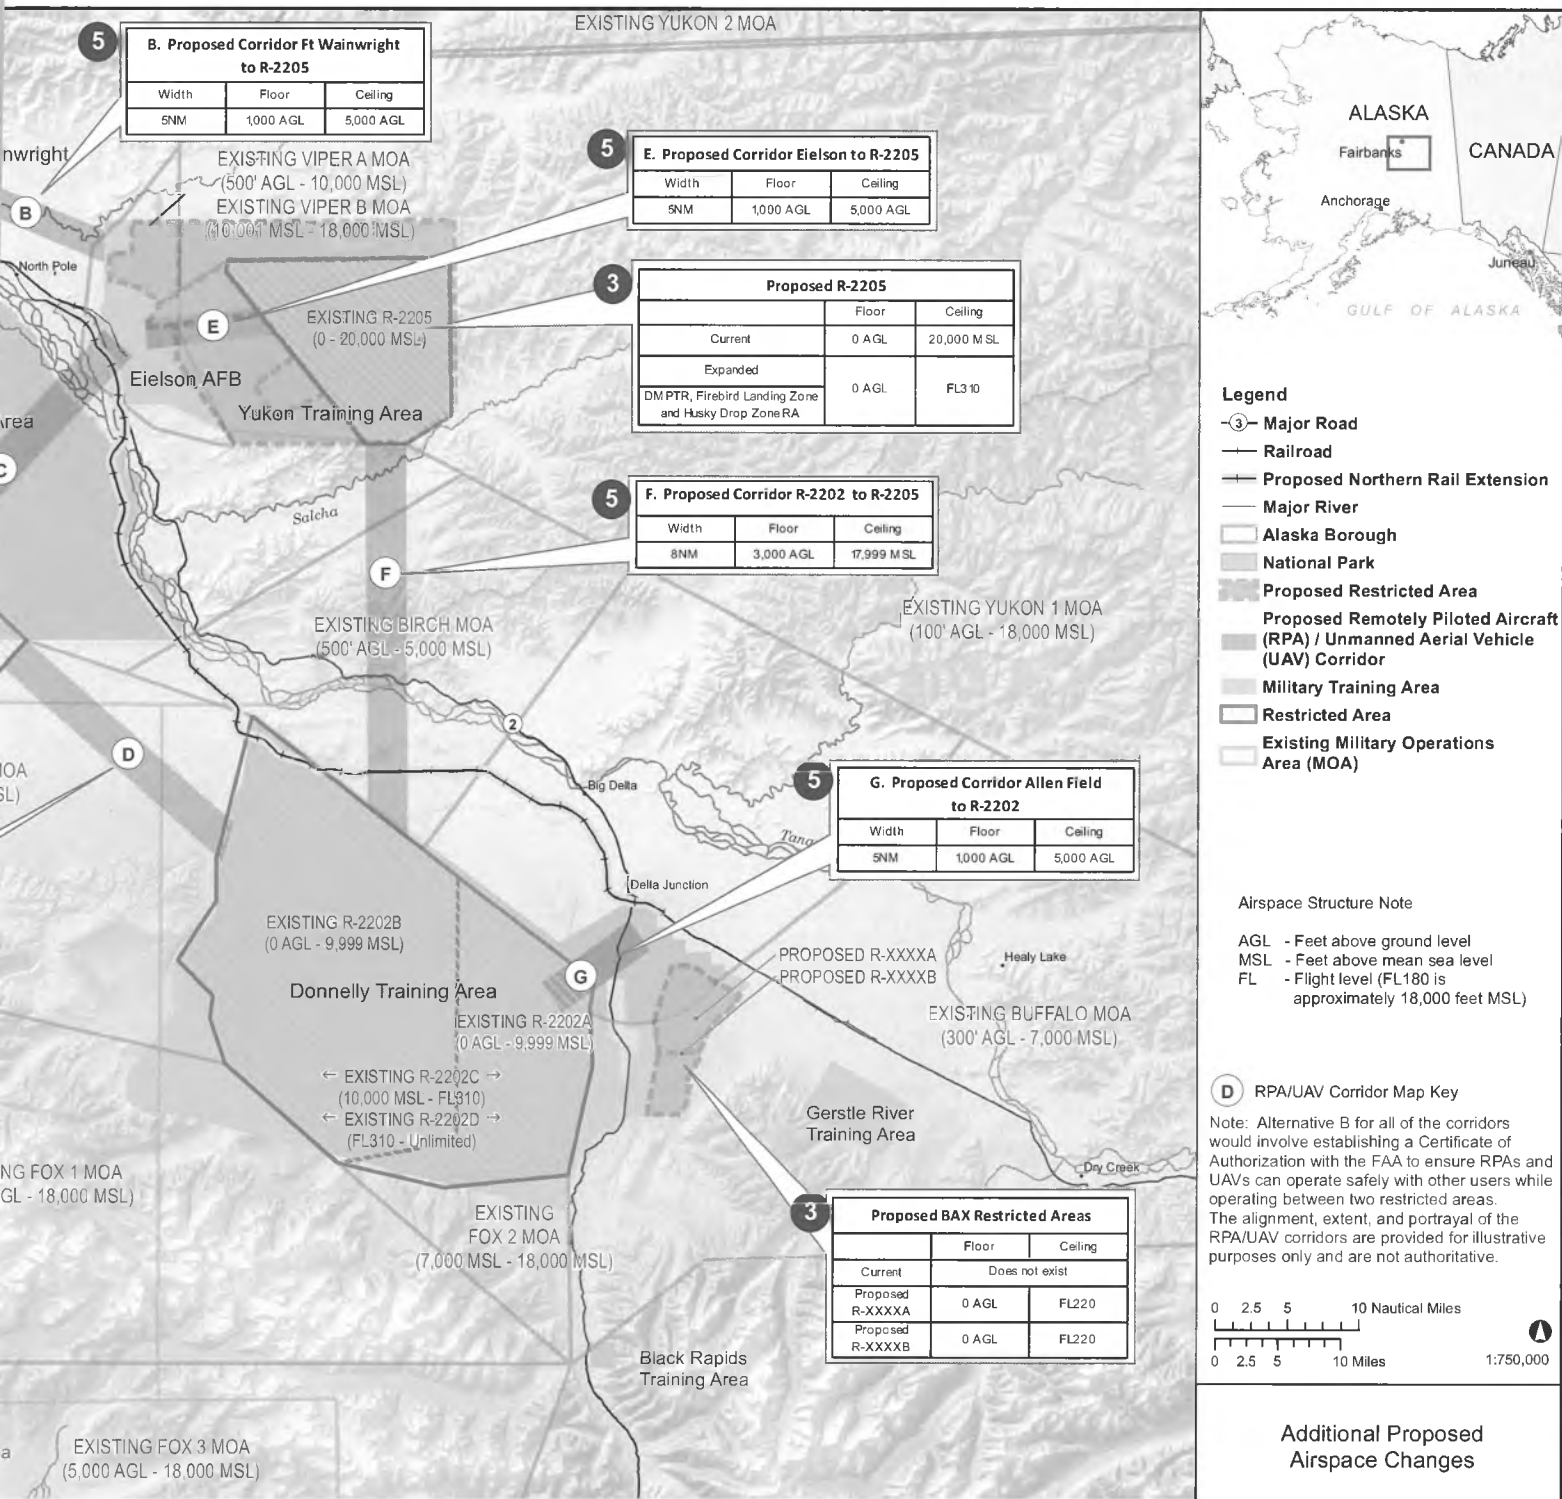 EXISTING YUKON 2 MOA
5
B. Proposed Corridor Ft Wainwright
to R-2205
Width Floor Ceiling
5NM 1,000 AGL 5,000 AGL
nwright
EXISTING VIPER A MOA
(500' AGL - 10,000 MSL)
EXISTING VIPER B MOA
(10,001 MSL - 18,000 MSL)
B
North Pole
5
E. Proposed Corridor Eielson to R-2205
Width Floor Ceiling
5NM 1,000 AGL 5,000 AGL
3
Proposed R-2205
Floor Ceiling
Current 0 AGL 20,000 MSL
Expanded
DMPTR, Firebird Landing Zone
and Husky Drop Zone RA
0 AGL FL310
E
EXISTING R-2205
(0 - 20,000 MSL)
Eielson AFB
Yukon Training Area
rea
C
Salcha
5
F. Proposed Corridor R-2202 to R-2205
Width Floor Ceiling
8NM 3,000 AGL 17,999 MSL
F
EXISTING BIRCH MOA
(500' AGL - 5,000 MSL)
EXISTING YUKON 1 MOA
(100' AGL - 18,000 MSL)
2
D
OA
SL)
Big Delta
5
G. Proposed Corridor Allen Field
to R-2202
Width Floor Ceiling
5NM 1,000 AGL 5,000 AGL
Tana
Delta Junction
EXISTING R-2202B
(0 AGL - 9,999 MSL)
Donnelly Training Area
G
PROPOSED R-XXXXA
PROPOSED R-XXXXB
Healy Lake
EXISTING R-2202A
(0 AGL - 9,999 MSL)
EXISTING BUFFALO MOA
(300' AGL - 7,000 MSL)
← EXISTING R-2202C →
(10,000 MSL - FL310)
← EXISTING R-2202D →
(FL310 - Unlimited)
Gerstle River
Training Area
Dry Creek
NG FOX 1 MOA
GL - 18,000 MSL)
EXISTING
FOX 2 MOA
(7,000 MSL - 18,000 MSL)
3
Proposed BAX Restricted Areas
Floor Ceiling
Current Does not exist
Proposed
R-XXXXA
0 AGL FL220
Proposed
R-XXXXB
0 AGL FL220
Black Rapids
Training Area
a
EXISTING FOX 3 MOA
(5,000 AGL - 18,000 MSL)
ALASKA
Fairbanks
CANADA
Anchorage
Juneau
GULF OF ALASKA
Legend
3 Major Road
Railroad
Proposed Northern Rail Extension
Major River
Alaska Borough
National Park
Proposed Restricted Area
Proposed Remotely Piloted Aircraft
(RPA) / Unmanned Aerial Vehicle
(UAV) Corridor
Military Training Area
Restricted Area
Existing Military Operations
Area (MOA)
Airspace Structure Note
AGL - Feet above ground level
MSL - Feet above mean sea level
FL - Flight level (FL180 is
approximately 18,000 feet MSL)
D RPA/UAV Corridor Map Key
Note: Alternative B for all of the corridors
would involve establishing a Certificate of
Authorization with the FAA to ensure RPAs and
UAVs can operate safely with other users while
operating between two restricted areas.
The alignment, extent, and portrayal of the
RPA/UAV corridors are provided for illustrative
purposes only and are not authoritative.
0 2.5 5 10 Nautical Miles
0 2.5 5 10 Miles
1:750,000
Additional Proposed
Airspace Changes